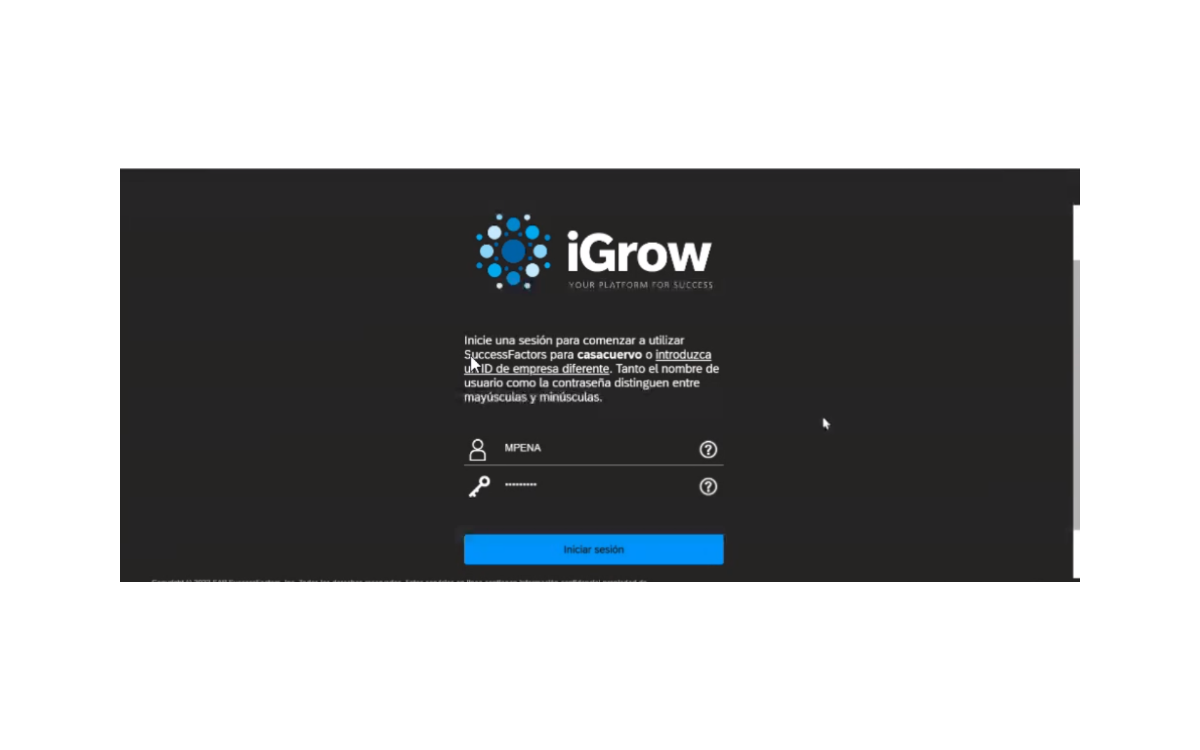 iGrow
YOUR PLATFORM FOR SUCCESS
Inicie una sesión para comenzar a utilizar
SuccessFactors para casacuervo o introduzca
un ID de empresa diferente. Tanto el nombre de
usuario como la contraseña distinguen entre
mayúsculas y minúsculas.
MPENA
Iniciar sesión